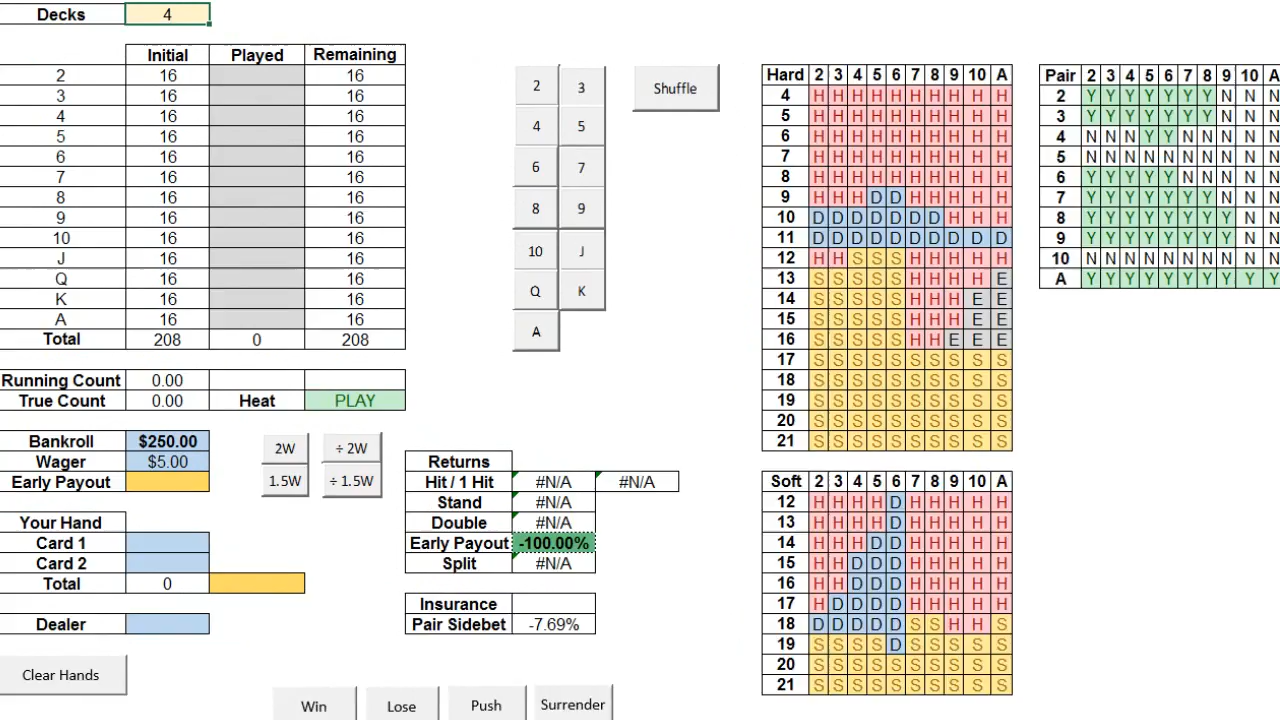 Decks 4
Initial Played Remaining
2 16 16
3 16 16
4 16 16
5 16 16
6 16 16
7 16 16
8 16 16
9 16 16
10 16 16
J 16 16
Q 16 16
K 16 16
A 16 16
Total 208 0 208
Running Count 0.00
True Count 0.00 Heat PLAY
Bankroll $250.00
Wager $5.00
Early Payout
2W ÷ 2W
1.5W ÷ 1.5W
Your Hand
Card 1
Card 2
Total 0
Dealer
Clear Hands
2 3
4 5
6 7
8 9
10 J
Q K
A
Shuffle
Returns
Hit / 1 Hit #N/A #N/A
Stand #N/A
Double #N/A
Early Payout -100.00%
Split #N/A
Insurance
Pair Sidebet -7.69%
Win Lose Push Surrender
Hard 2 3 4 5 6 7 8 9 10 A
4 H H H H H H H H H H
5 H H H H H H H H H H
6 H H H H H H H H H H
7 H H H H H H H H H H
8 H H H H H H H H H H
9 H H H D D H H H H H
10 D D D D D D D H H H
11 D D D D D D D D D D
12 H H S S S H H H H H
13 S S S S S H H H H E
14 S S S S S H H H E E
15 S S S S S H H H E E
16 S S S S S H H E E E
17 S S S S S S S S S S
18 S S S S S S S S S S
19 S S S S S S S S S S
20 S S S S S S S S S S
21 S S S S S S S S S S
Soft 2 3 4 5 6 7 8 9 10 A
12 H H H H D H H H H H
13 H H H H D H H H H H
14 H H H D D H H H H H
15 H H D D D H H H H H
16 H H D D D H H H H H
17 H D D D D H H H H H
18 D D D D D S S H H S
19 S S S S D S S S S S
20 S S S S S S S S S S
21 S S S S S S S S S S
Pair 2 3 4 5 6 7 8 9 10 A
2 Y Y Y Y Y Y Y N N N
3 Y Y Y Y Y Y Y N N N
4 N N N Y Y N N N N N
5 N N N N N N N N N N
6 Y Y Y Y Y N N N N N
7 Y Y Y Y Y Y Y N N N
8 Y Y Y Y Y Y Y Y N N
9 Y Y Y Y Y Y Y Y N N
10 N N N N N N N N N N
A Y Y Y Y Y Y Y Y Y Y